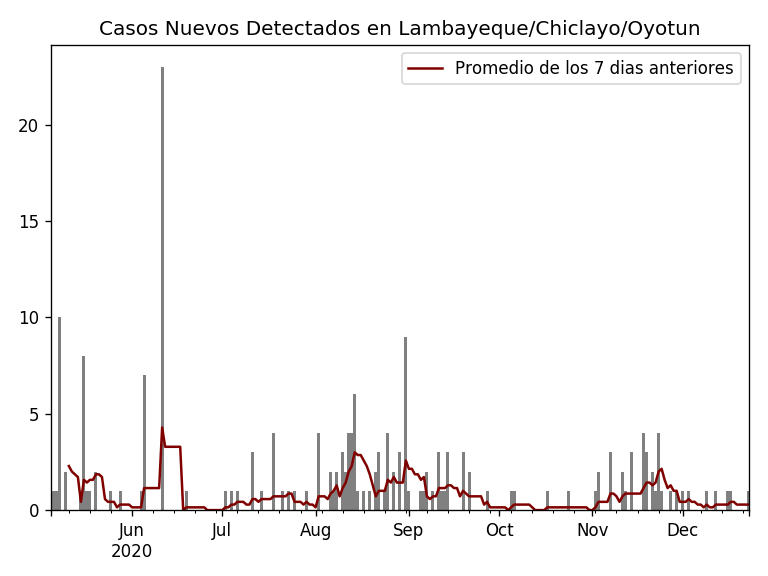 Casos Nuevos Detectados en Lambayeque/Chiclayo/Oyotun
Promedio de los 7 dias anteriores
20
15
10
5
0
Jun Jul Aug Sep Oct Nov Dec
2020